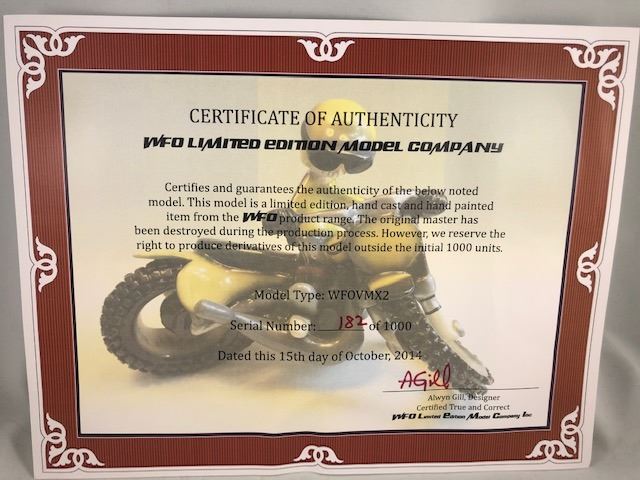 CERTIFICATE OF AUTHENTICITY
WFO LIMITED EDITION MODEL COMPANY
Certifies and guarantees the authenticity of the below noted
model. This model is a limited edition, hand cast and hand painted
item from the WFO product range. The original master has
been destroyed during the production process. However, we reserve the
right to produce derivatives of this model outside the initial 1000 units.
Model Type: WFOVMX2
Serial Number: 182 of 1000
Dated this 15th day of October, 2014
AGill
Alwyn Gill, Designer
Certified True and Correct
WFO Limited Edition Model Company Inc